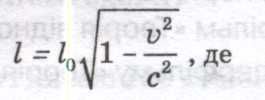 l = l₀√(1 − v²/c²) , де